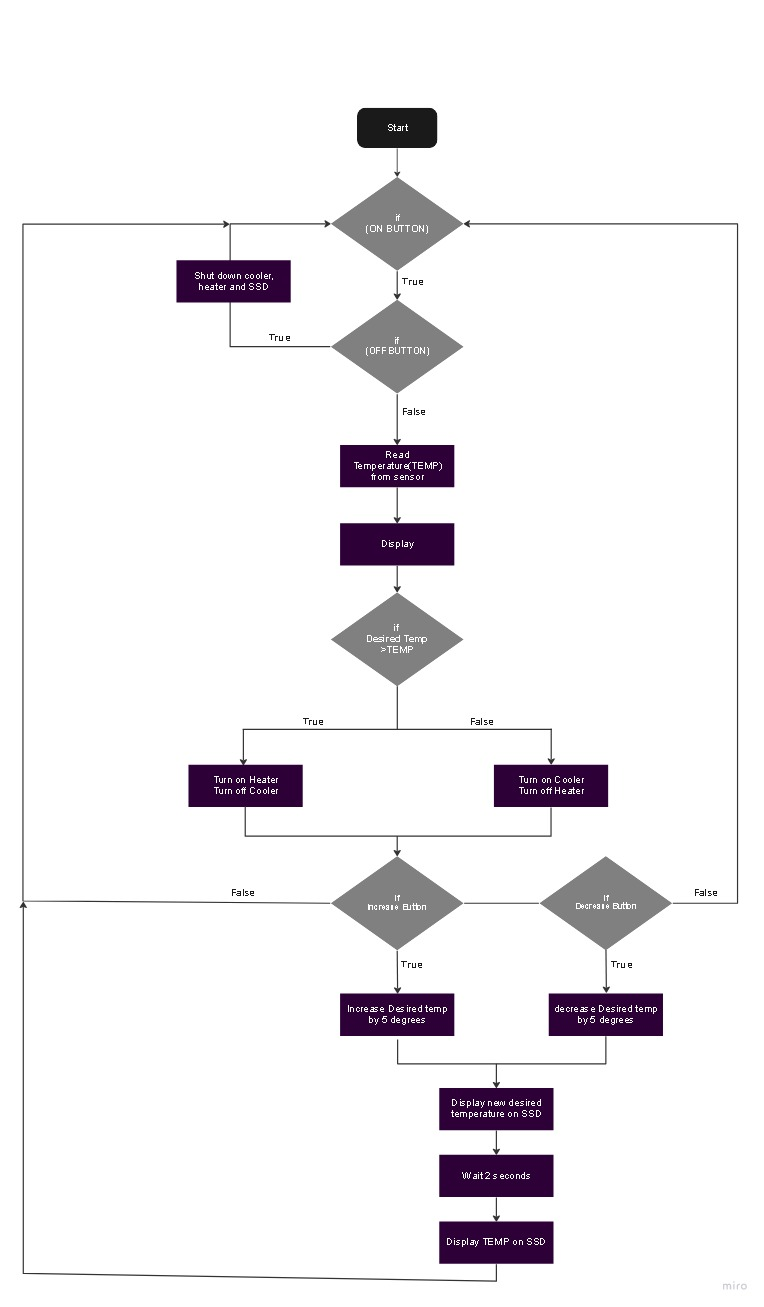 Start
if
(ON BUTTON)
True
Shut down cooler,
heater and SSD
True
if
(OFF BUTTON)
False
Read
Temperature(TEMP)
from sensor
Display
if
Desired Temp
>TEMP
True
False
Turn on Heater
Turn off Cooler
Turn on Cooler
Turn off Heater
False
if
Increase Button
if
Decrease Button
False
True
True
Increase Desired temp
by 5 degrees
decrease Desired temp
by 5 degrees
Display new desired
temperature on SSD
Wait 2 seconds
Display TEMP on SSD
miro